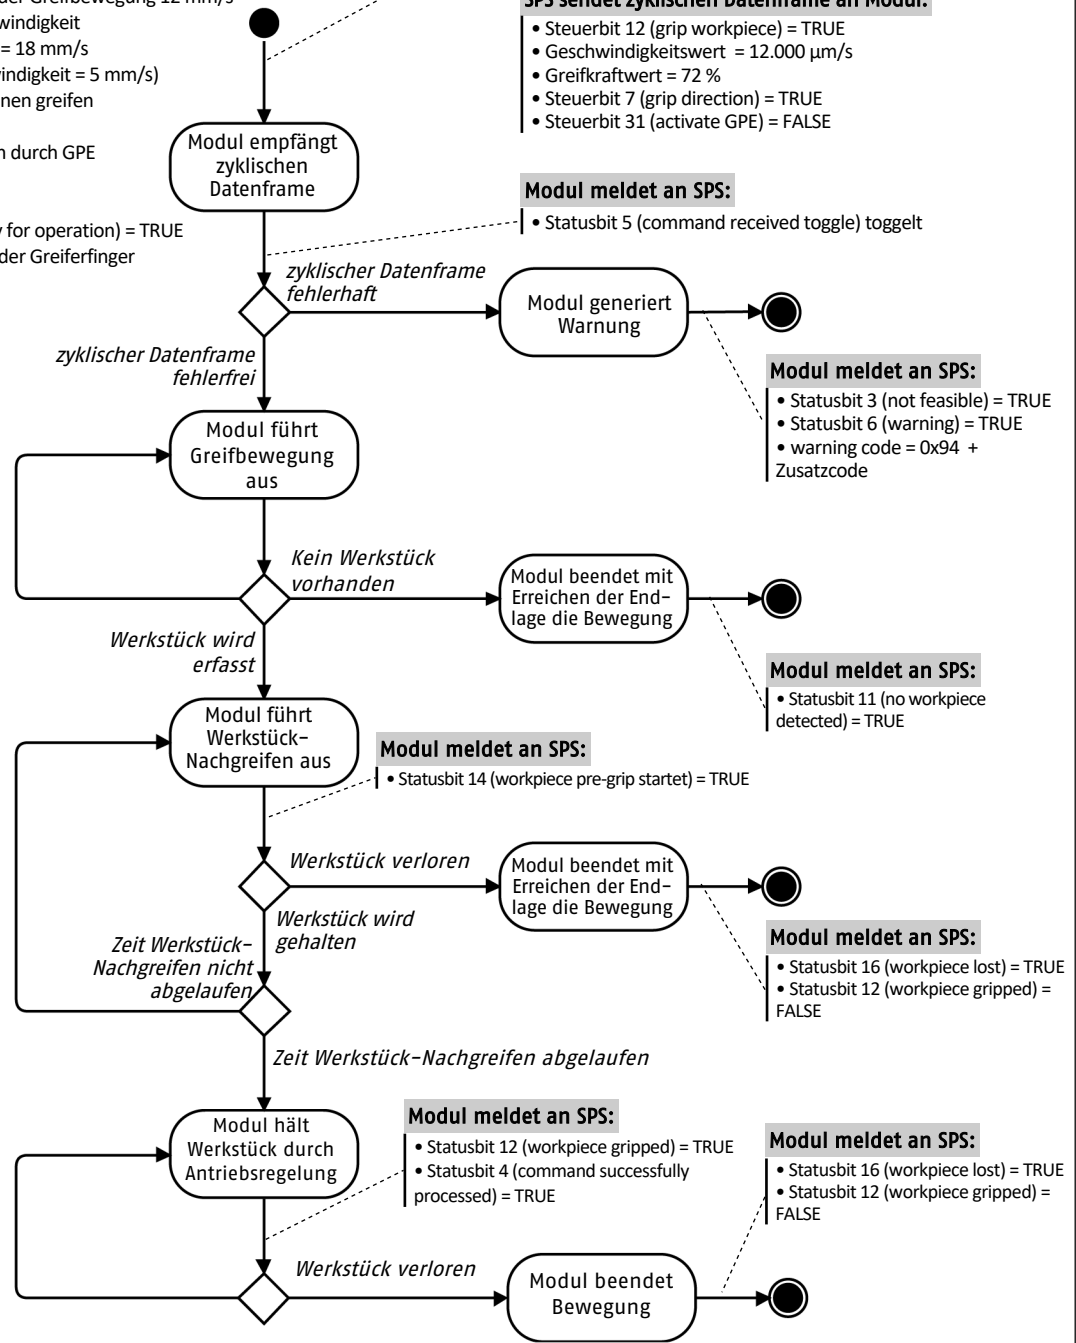 der Greifbewegung 12 mm/s
= 18 mm/s
= 5 mm/s)
greifen
durch GPE
for operation) = TRUE
der Greiferfinger
SPS sendet zyklischen Datenframe an Modul:
• Steuerbit 12 (grip workpiece) = TRUE
• Geschwindigkeitswert = 12.000 µm/s
• Greifkraftwert = 72 %
• Steuerbit 7 (grip direction) = TRUE
• Steuerbit 31 (activate GPE) = FALSE
Modul empfängt
zyklischen
Datenframe
Modul meldet an SPS:
• Statusbit 5 (command received toggle) toggelt
zyklischer Datenframe
fehlerhaft
Modul generiert
Warnung
zyklischer Datenframe
fehlerfrei
Modul meldet an SPS:
• Statusbit 3 (not feasible) = TRUE
• Statusbit 6 (warning) = TRUE
• warning code = 0x94 +
Zusatzcode
Modul führt
Greifbewegung
aus
Kein Werkstück
vorhanden
Modul beendet mit
Erreichen der End-
lage die Bewegung
Werkstück wird
erfasst
Modul meldet an SPS:
• Statusbit 11 (no workpiece
detected) = TRUE
Modul führt
Werkstück-
Nachgreifen aus
Modul meldet an SPS:
• Statusbit 14 (workpiece pre-grip startet) = TRUE
Werkstück verloren
Modul beendet mit
Erreichen der End-
lage die Bewegung
Werkstück wird
gehalten
Zeit Werkstück-
Nachgreifen nicht
abgelaufen
Modul meldet an SPS:
• Statusbit 16 (workpiece lost) = TRUE
• Statusbit 12 (workpiece gripped) =
FALSE
Zeit Werkstück-Nachgreifen abgelaufen
Modul hält
Werkstück durch
Antriebsregelung
Modul meldet an SPS:
• Statusbit 12 (workpiece gripped) = TRUE
• Statusbit 4 (command successfully
processed) = TRUE
Modul meldet an SPS:
• Statusbit 16 (workpiece lost) = TRUE
• Statusbit 12 (workpiece gripped) =
FALSE
Werkstück verloren
Modul beendet
Bewegung